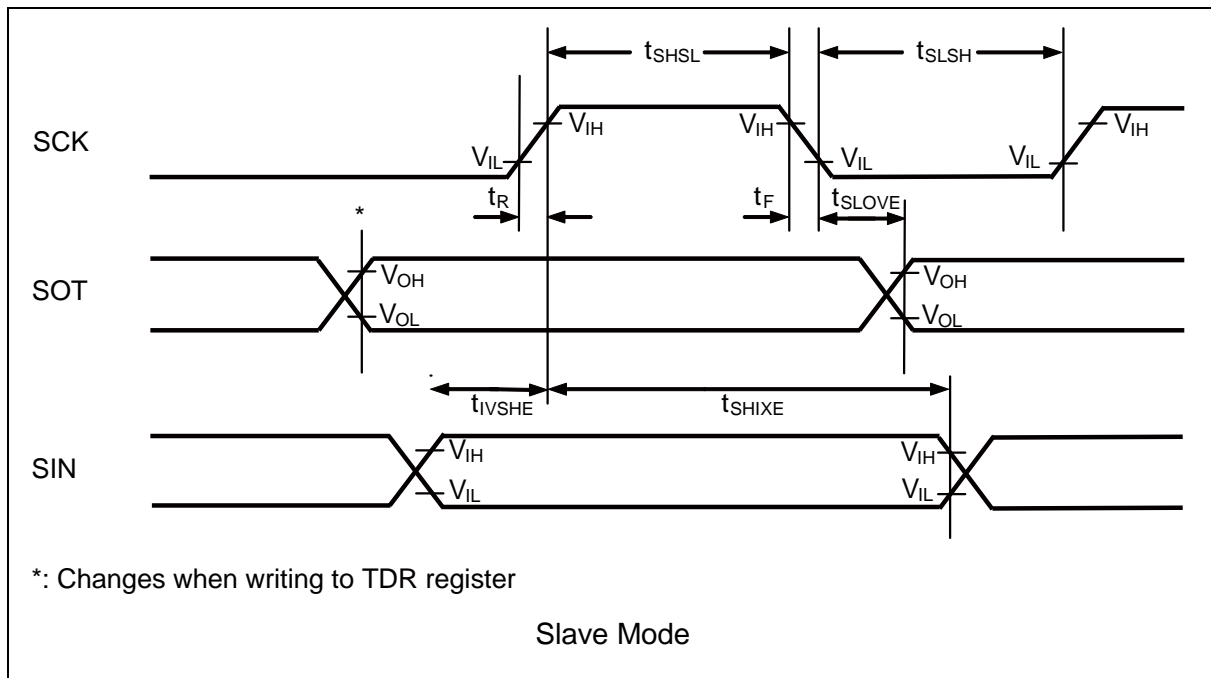 tSHSL tSLSH
SCK VIH VIH VIH
VIL VIL VIL
tR tF tSLOVE
*
SOT VOH VOH
VOL VOL
tIVSHE tSHIXE
SIN VIH VIH
VIL VIL
*: Changes when writing to TDR register
Slave Mode